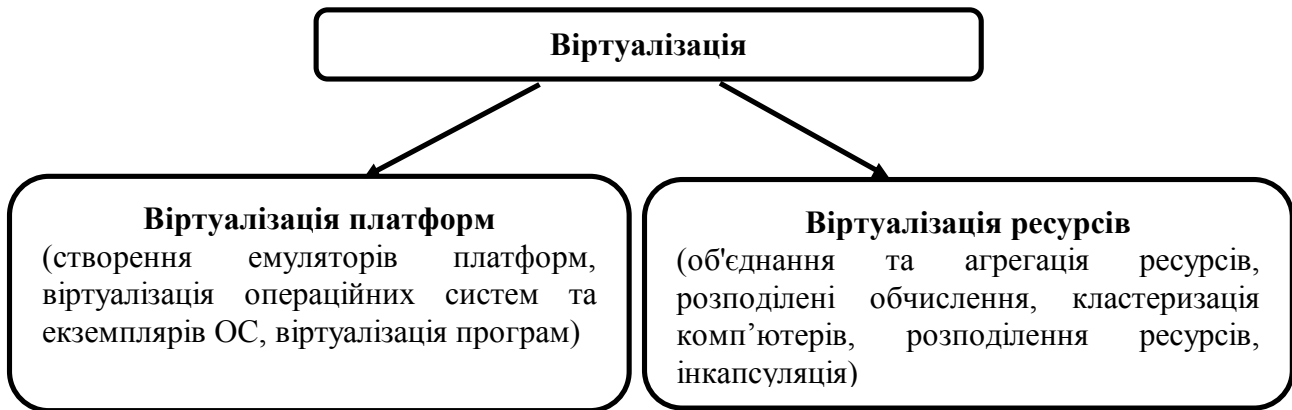 Віртуалізація
Віртуалізація платформ
(створення емуляторів платформ,
віртуалізація операційних систем та
екземплярів ОС, віртуалізація програм)
Віртуалізація ресурсів
(об'єднання та агрегація ресурсів,
розподілені обчислення, кластеризація
комп’ютерів, розподілення ресурсів,
інкапсуляція)